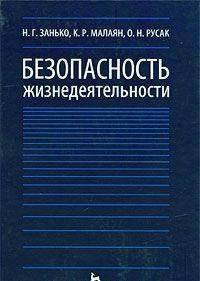 Н. Г. ЗАНЬКО, К. Р. МАЛАЯН, О. Н. РУСАК
БЕЗОПАСНОСТЬ
ЖИЗНЕДЕЯТЕЛЬНОСТИ